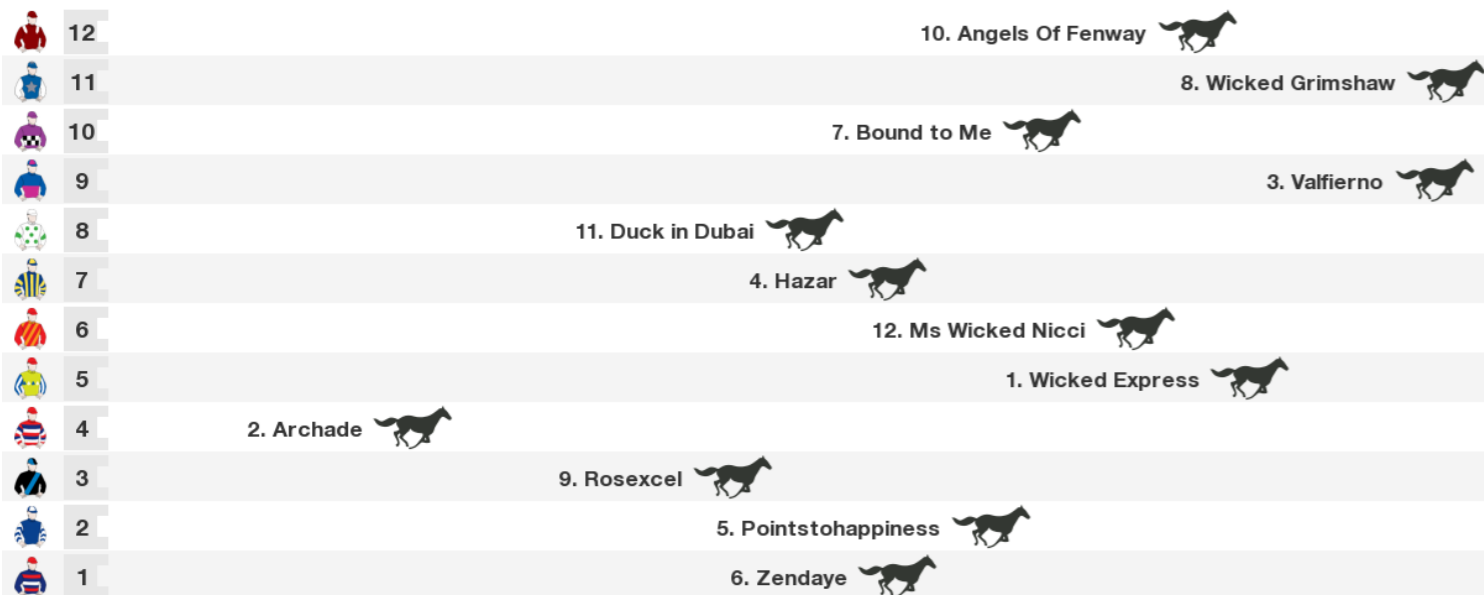 12 10. Angels Of Fenway
11 8. Wicked Grimshaw
10 7. Bound to Me
9 3. Valfierno
8 11. Duck in Dubai
7 4. Hazar
6 12. Ms Wicked Nicci
5 1. Wicked Express
4 2. Archade
3 9. Rosexcel
2 5. Pointstohappiness
1 6. Zendaye